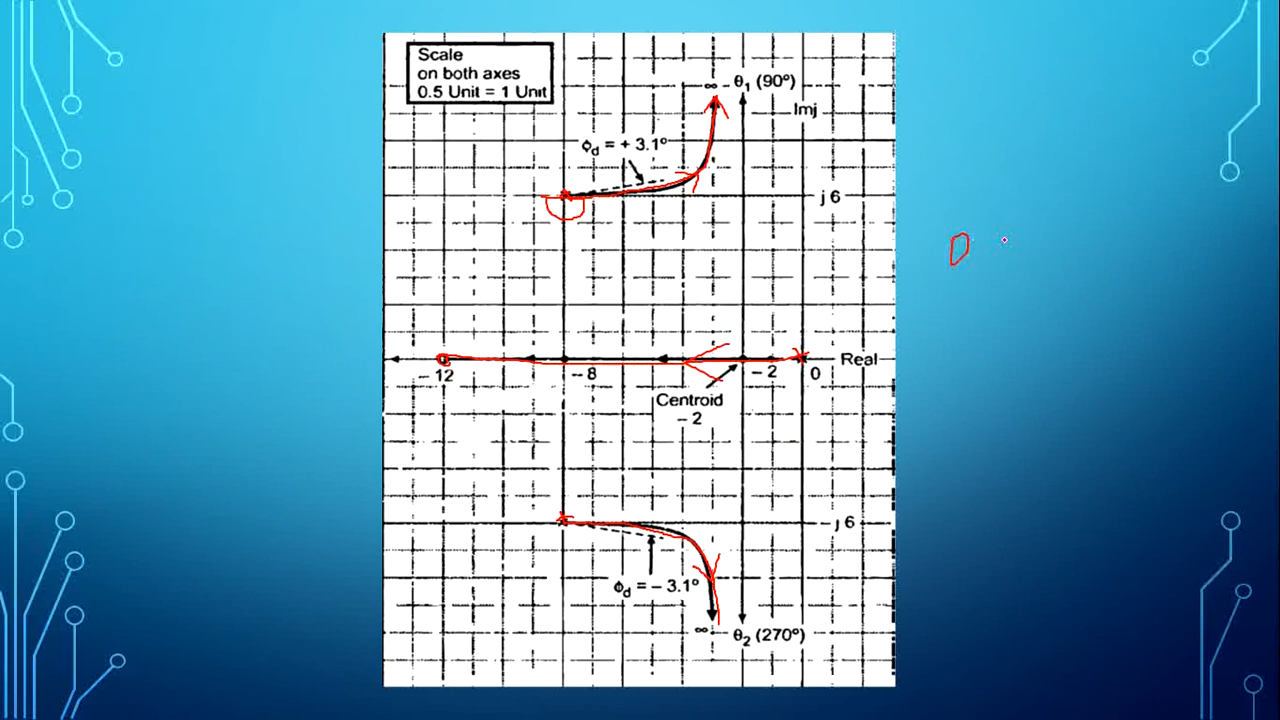 Scale
on both axes
0.5 Unit = 1 Unit
∞ θ1 (90°)
Imj
ϕd = + 3.1°
j 6
Real
– 12
– 8
– 2
0
Centroid
– 2
– j 6
ϕd = – 3.1°
∞ θ2 (270°)